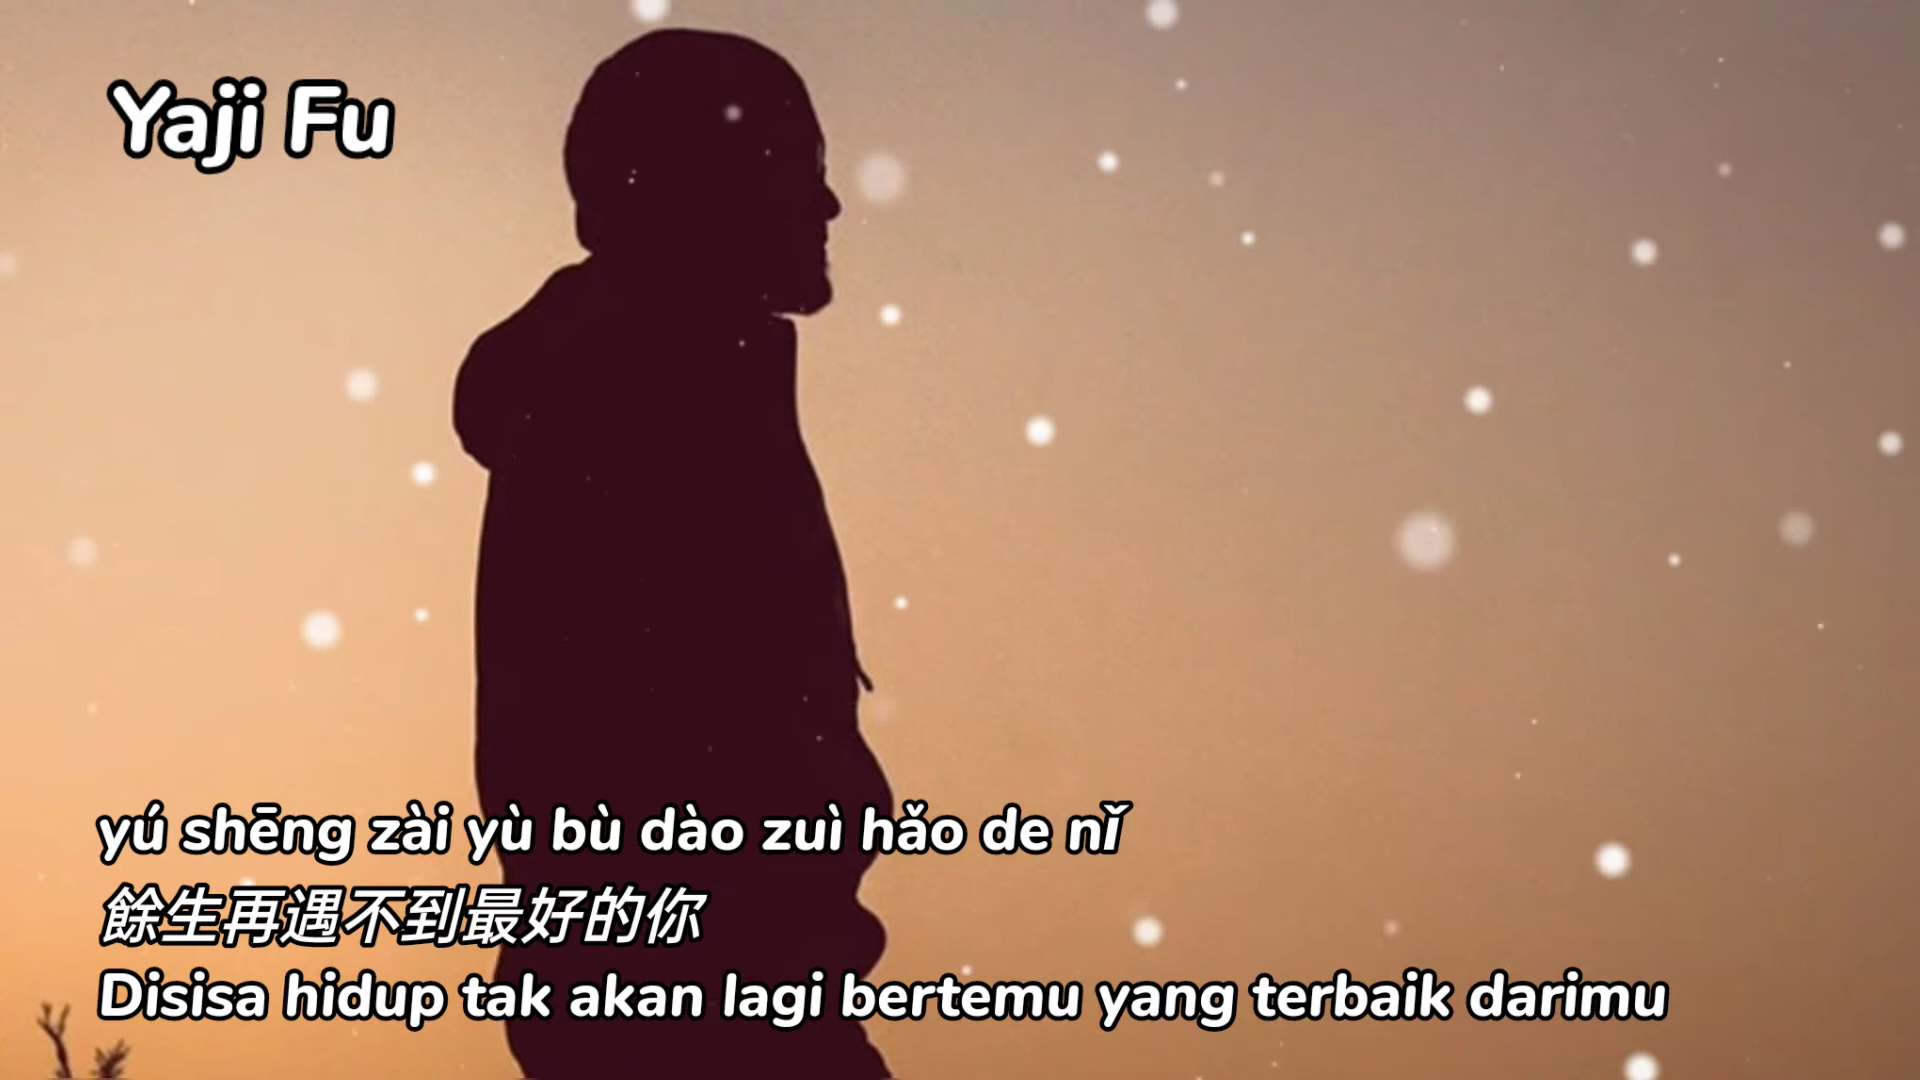 Yaji Fu
yú shēng zài yù bù dào zuì hǎo de nǐ
餘生再遇不到最好的你
Disisa hidup tak akan lagi bertemu yang terbaik darimu